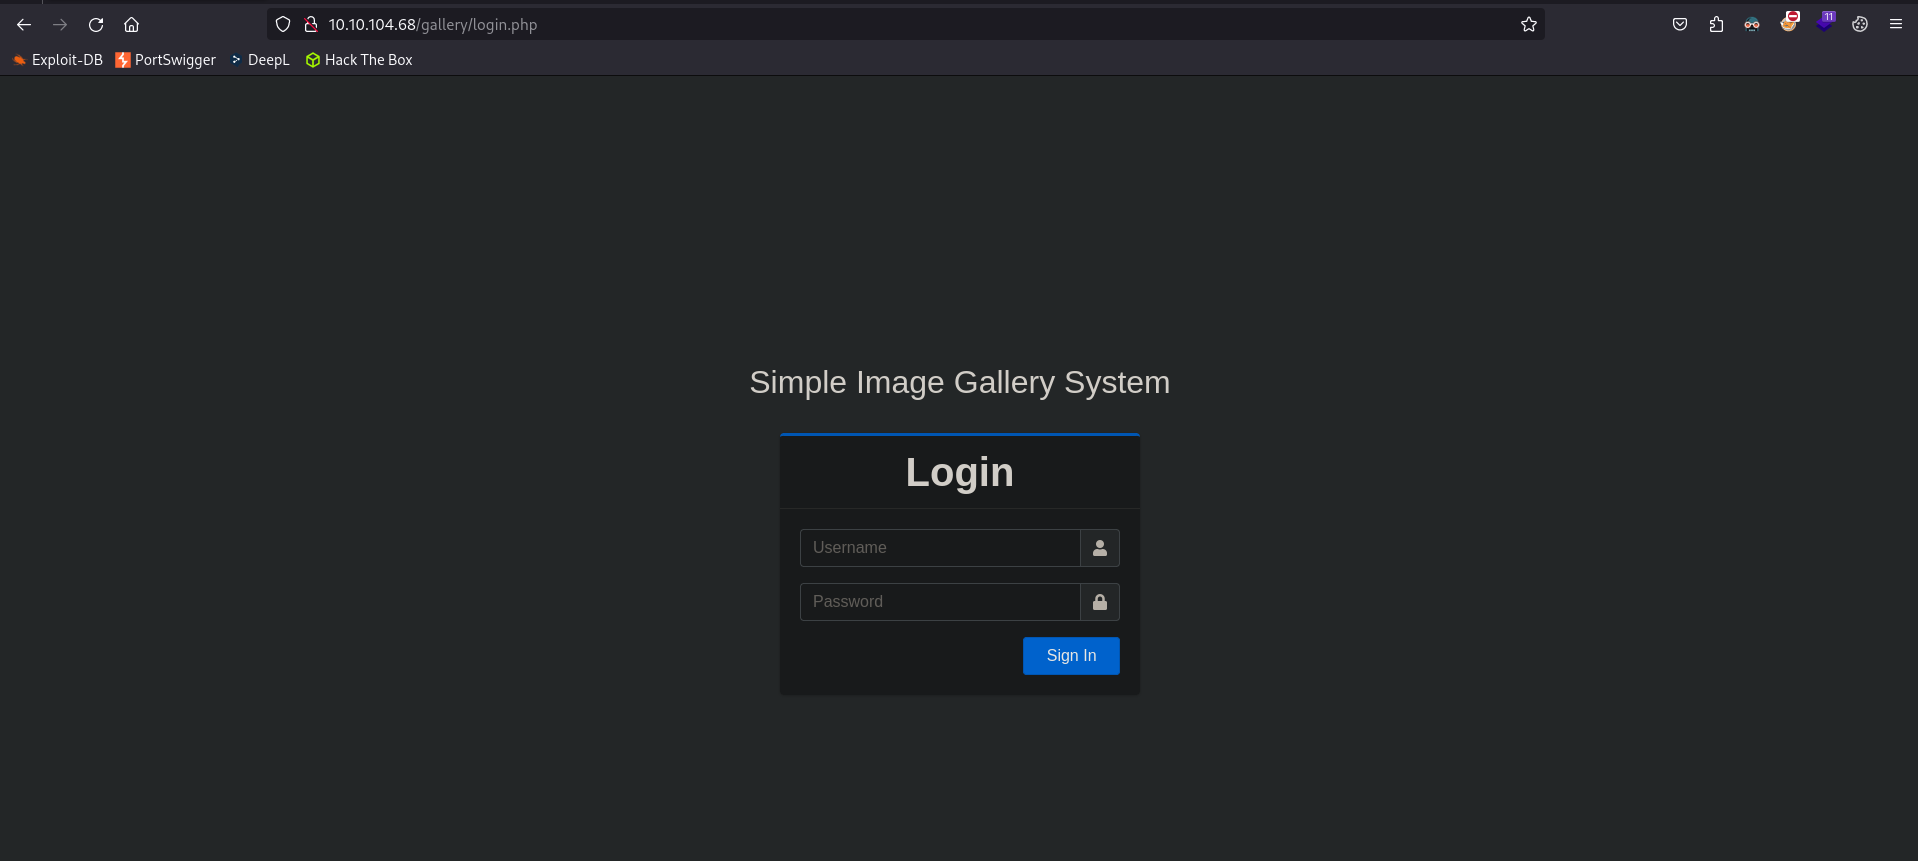 10.10.104.68/gallery/login.php
11
Exploit-DB PortSwigger DeepL Hack The Box
Simple Image Gallery System
Login
Username
Password
Sign In